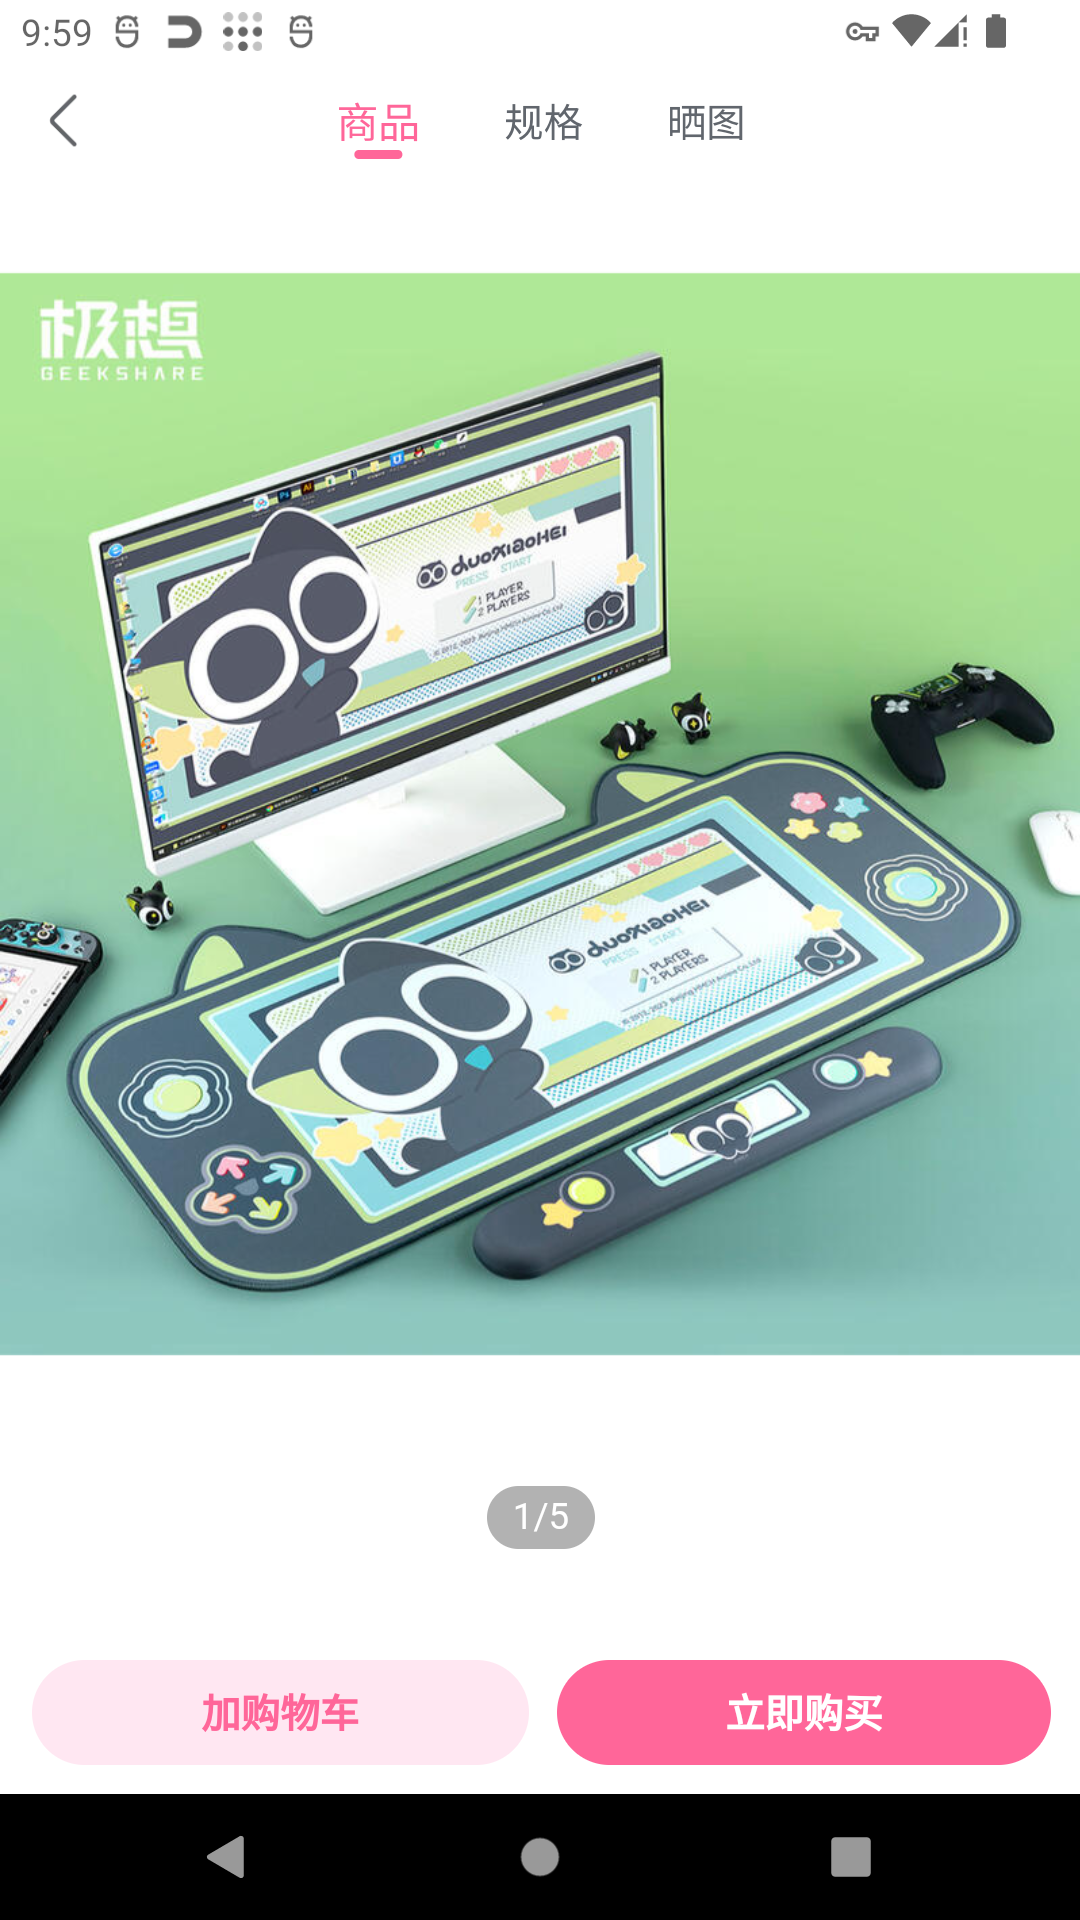 9:59
商品
规格
晒图
极想
GEEKSHARE
duoxiaoHEI
PRESS START
1 PLAYER
2 PLAYERS
duoxiaoHEI
PRESS START
1 PLAYER
2 PLAYERS
1/5
加购物车
立即购买